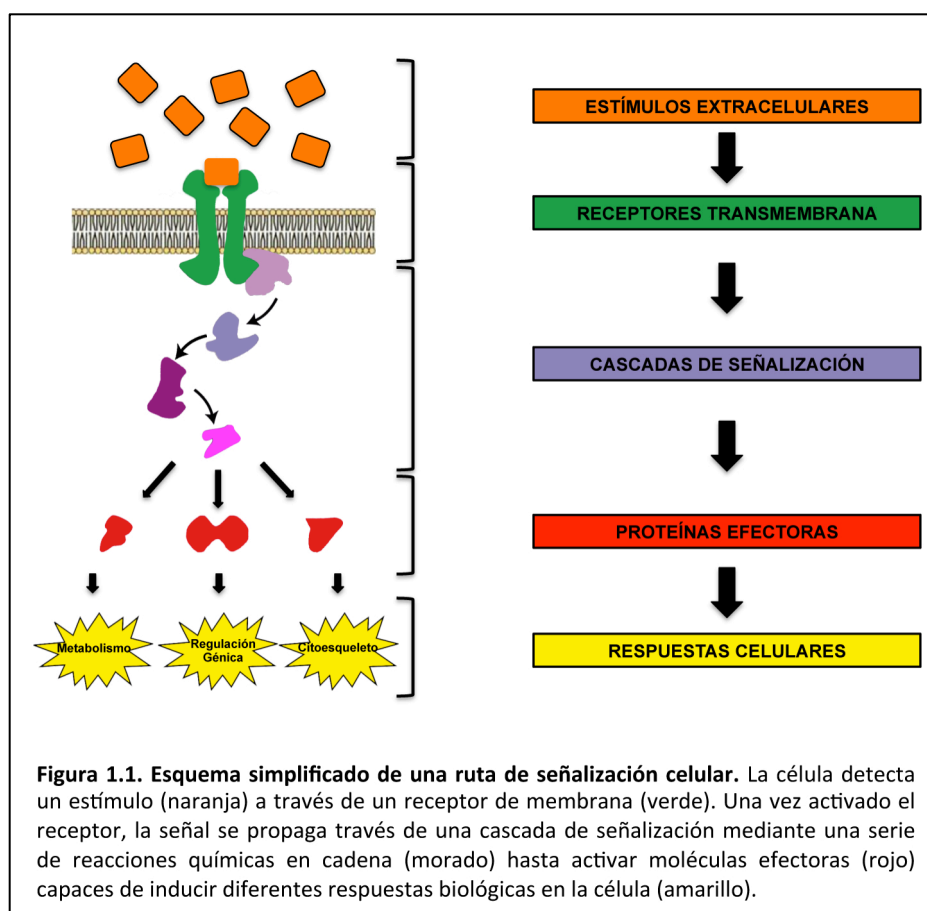 ESTÍMULOS EXTRACELULARES
RECEPTORES TRANSMEMBRANA
CASCADAS DE SEÑALIZACIÓN
PROTEÍNAS EFECTORAS
Metabolismo
Regulación
Génica
Citoesqueleto
RESPUESTAS CELULARES
Figura 1.1. Esquema simplificado de una ruta de señalización celular. La célula detecta
un estímulo (naranja) a través de un receptor de membrana (verde). Una vez activado el
receptor, la señal se propaga través de una cascada de señalización mediante una serie
de reacciones químicas en cadena (morado) hasta activar moléculas efectoras (rojo)
capaces de inducir diferentes respuestas biológicas en la célula (amarillo).